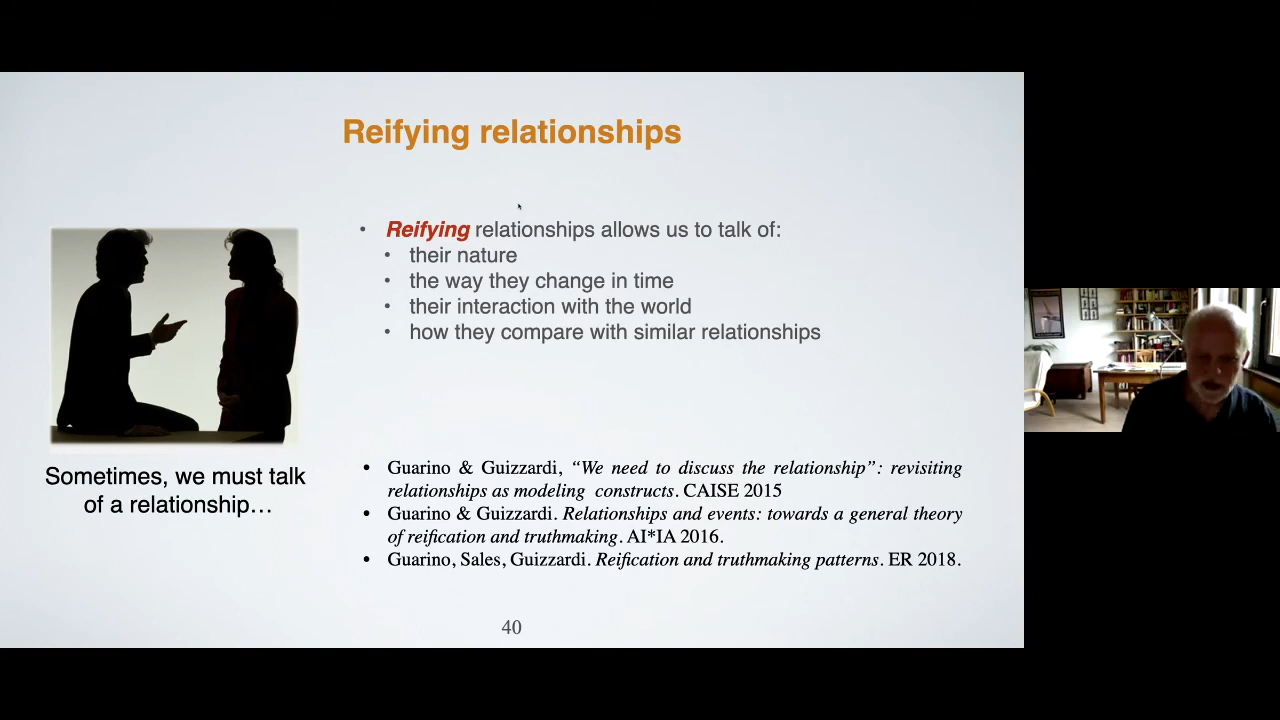 Reifying relationships
• Reifying relationships allows us to talk of:
• their nature
• the way they change in time
• their interaction with the world
• how they compare with similar relationships
Sometimes, we must talk
of a relationship…
• Guarino & Guizzardi, “We need to discuss the relationship”: revisiting
relationships as modeling constructs. CAISE 2015
• Guarino & Guizzardi. Relationships and events: towards a general theory
of reification and truthmaking. AI*IA 2016.
• Guarino, Sales, Guizzardi. Reification and truthmaking patterns. ER 2018.
40